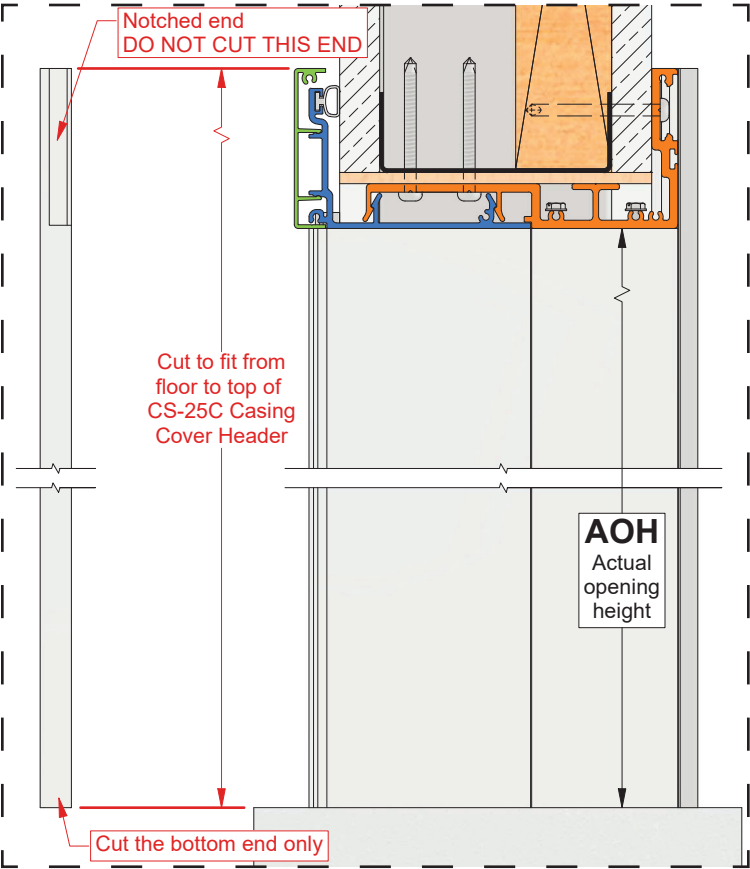 Notched end
DO NOT CUT THIS END
Cut to fit from
floor to top of
CS-25C Casing
Cover Header
AOH
Actual
opening
height
Cut the bottom end only